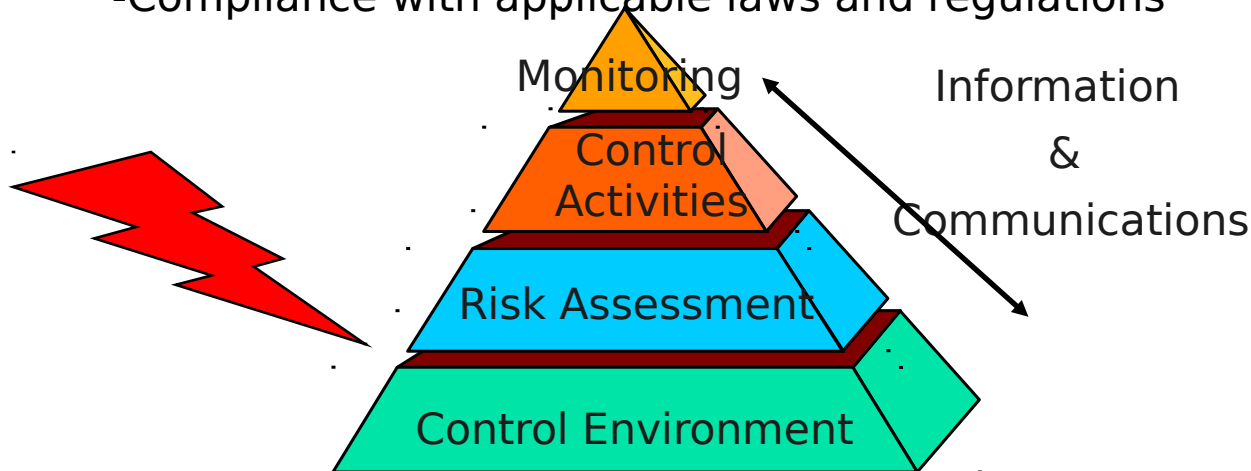 -Compliance with applicable laws and regulations
Monitoring
Control
Activities
Risk Assessment
Control Environment
Information
&
Communications